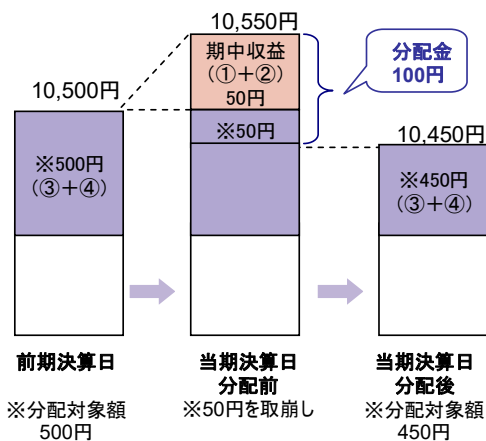 10,500円
※500円
(③+④)
前期決算日
※分配対象額
500円
10,550円
期中収益
(①+②)
50円
※50円
分配金
100円
当期決算日
分配前
※50円を取崩し
10,450円
※450円
(③+④)
当期決算日
分配後
※分配対象額
450円